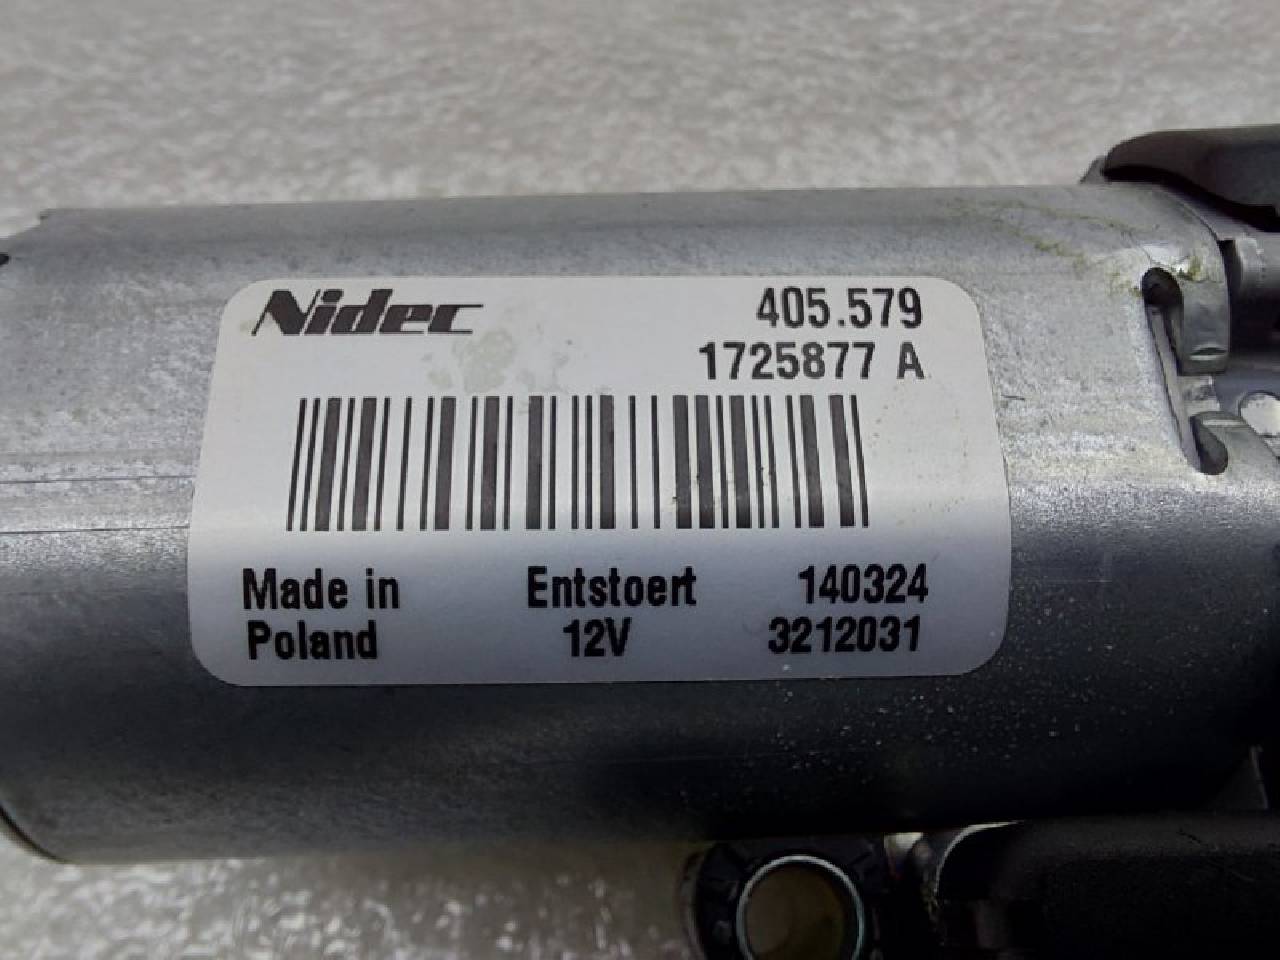 Nidec 405.579
1725877 A
Made in Entstoert 140324
Poland 12V 3212031